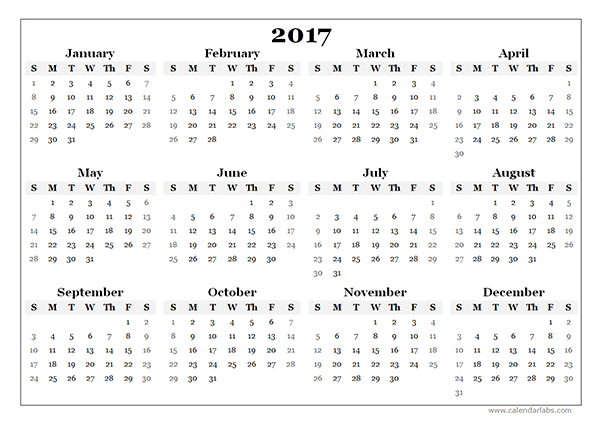 2017
January February March April
S M T W Th F S S M T W Th F S S M T W Th F S S M T W Th F S
1 2 3 4 5 6 7 1 2 3 4 1 2 3 4 1
8 9 10 11 12 13 14 5 6 7 8 9 10 11 5 6 7 8 9 10 11 2 3 4 5 6 7 8
15 16 17 18 19 20 21 12 13 14 15 16 17 18 12 13 14 15 16 17 18 9 10 11 12 13 14 15
22 23 24 25 26 27 28 19 20 21 22 23 24 25 19 20 21 22 23 24 25 16 17 18 19 20 21 22
29 30 31 26 27 28 26 27 28 29 30 31 23 24 25 26 27 28 29
30
May June July August
S M T W Th F S S M T W Th F S S M T W Th F S S M T W Th F S
1 2 3 4 5 6 1 2 3 1 1 2 3 4 5
7 8 9 10 11 12 13 4 5 6 7 8 9 10 2 3 4 5 6 7 8 6 7 8 9 10 11 12
14 15 16 17 18 19 20 11 12 13 14 15 16 17 9 10 11 12 13 14 15 13 14 15 16 17 18 19
21 22 23 24 25 26 27 18 19 20 21 22 23 24 16 17 18 19 20 21 22 20 21 22 23 24 25 26
28 29 30 31 25 26 27 28 29 30 23 24 25 26 27 28 29 27 28 29 30 31
30 31
September October November December
S M T W Th F S S M T W Th F S S M T W Th F S S M T W Th F S
1 2 1 2 3 4 5 6 7 1 2 3 4 1 2
3 4 5 6 7 8 9 8 9 10 11 12 13 14 5 6 7 8 9 10 11 3 4 5 6 7 8 9
10 11 12 13 14 15 16 15 16 17 18 19 20 21 12 13 14 15 16 17 18 10 11 12 13 14 15 16
17 18 19 20 21 22 23 22 23 24 25 26 27 28 19 20 21 22 23 24 25 17 18 19 20 21 22 23
24 25 26 27 28 29 30 29 30 31 26 27 28 29 30 24 25 26 27 28 29 30
31
www.calendarlabs.com